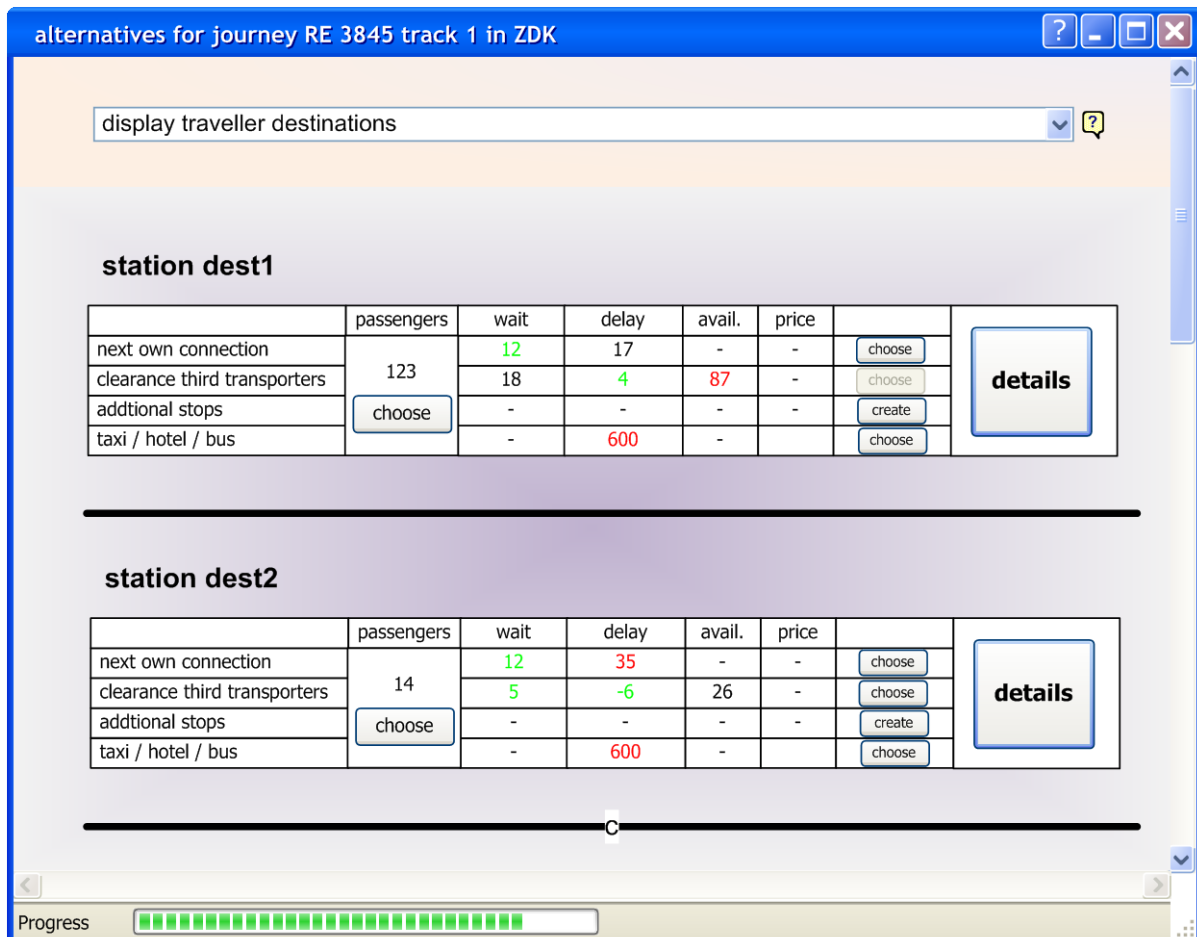 alternatives for journey RE 3845 track 1 in ZDK
display traveller destinations
station dest1
passengers wait delay avail. price
next own connection 12 17 - - choose
123
clearance third transporters 18 4 87 - choose
details
addtional stops choose - - - - create
taxi / hotel / bus - 600 - choose
station dest2
passengers wait delay avail. price
next own connection 12 35 - - choose
14
clearance third transporters 5 -6 26 - choose
details
addtional stops choose - - - - create
taxi / hotel / bus - 600 - choose
C
Progress